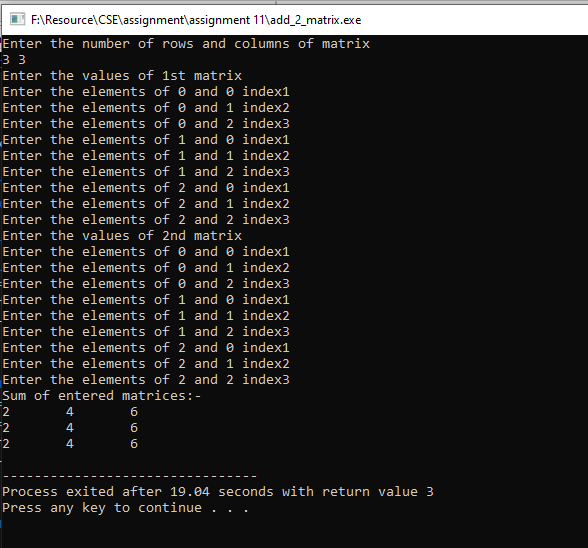 F:\Resource\CSE\assignment\assignment 11\add_2_matrix.exe
Enter the number of rows and columns of matrix
3 3
Enter the values of 1st matrix
Enter the elements of 0 and 0 index1
Enter the elements of 0 and 1 index2
Enter the elements of 0 and 2 index3
Enter the elements of 1 and 0 index1
Enter the elements of 1 and 1 index2
Enter the elements of 1 and 2 index3
Enter the elements of 2 and 0 index1
Enter the elements of 2 and 1 index2
Enter the elements of 2 and 2 index3
Enter the values of 2nd matrix
Enter the elements of 0 and 0 index1
Enter the elements of 0 and 1 index2
Enter the elements of 0 and 2 index3
Enter the elements of 1 and 0 index1
Enter the elements of 1 and 1 index2
Enter the elements of 1 and 2 index3
Enter the elements of 2 and 0 index1
Enter the elements of 2 and 1 index2
Enter the elements of 2 and 2 index3
Sum of entered matrices:-
2       4       6
2       4       6
2       4       6
--------------------------------
Process exited after 19.04 seconds with return value 3
Press any key to continue . . .